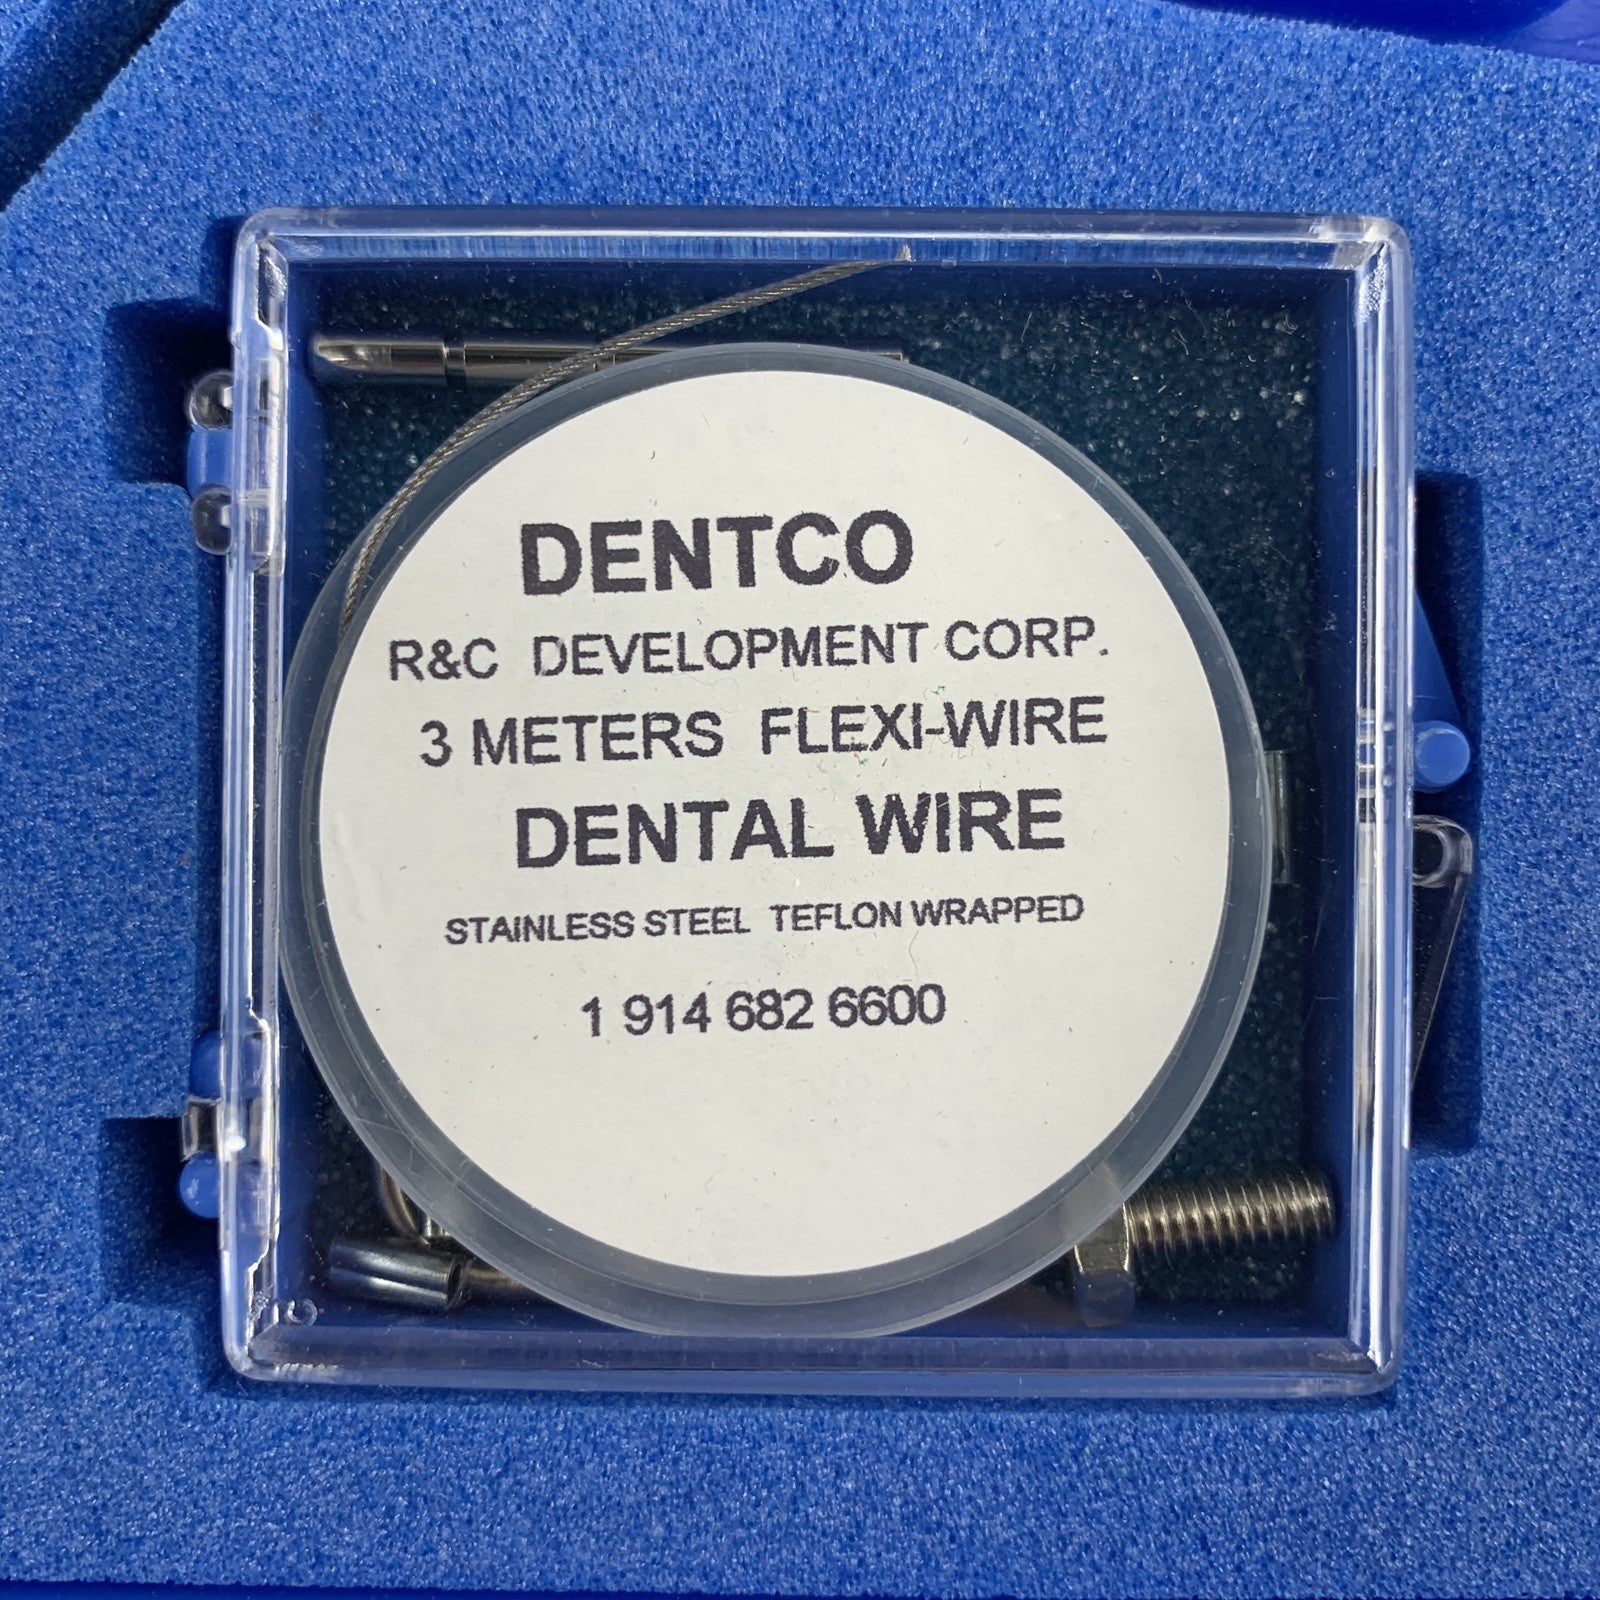 DENTCO
R&C DEVELOPMENT CORP.
3 METERS FLEXI-WIRE
DENTAL WIRE
STAINLESS STEEL TEFLON WRAPPED
1 914 682 6600